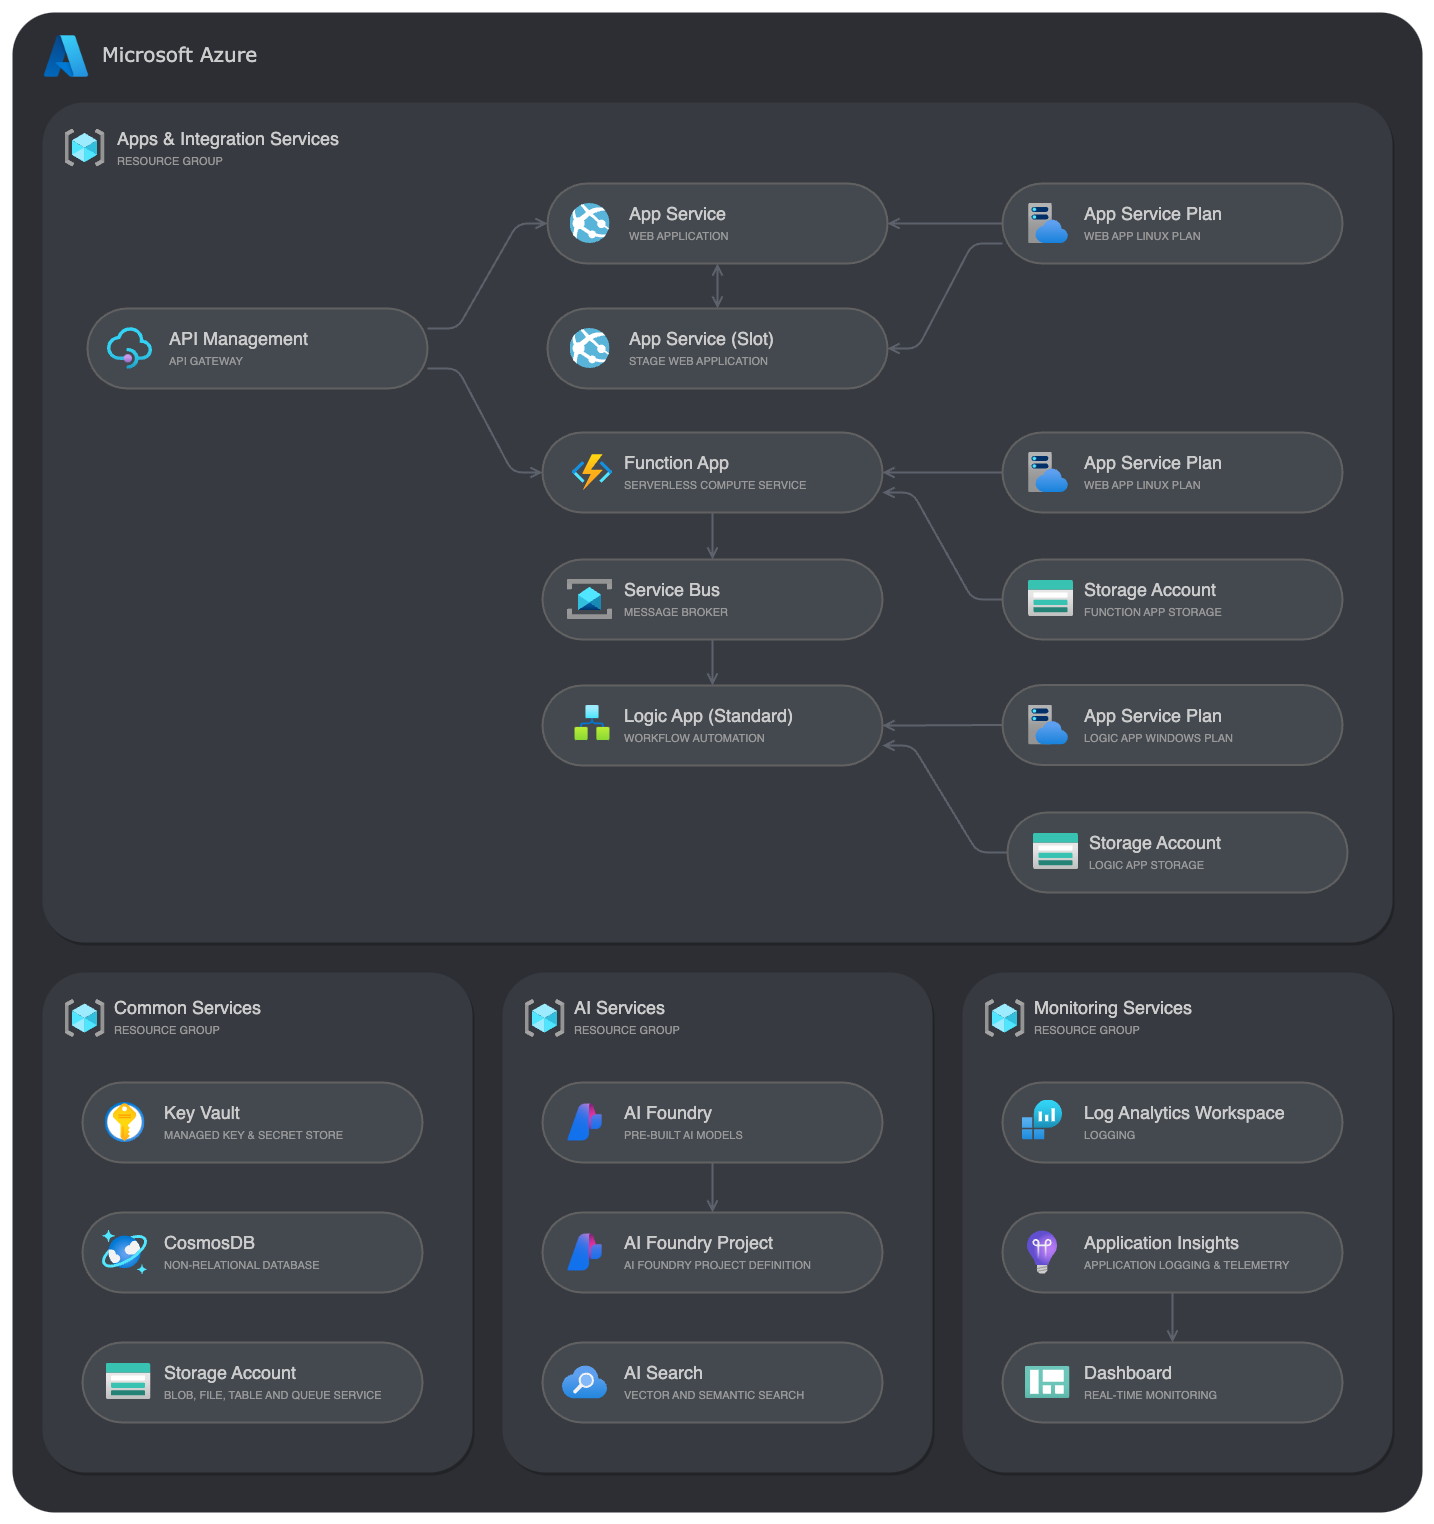 Microsoft Azure
Apps & Integration Services
RESOURCE GROUP
App Service
WEB APPLICATION
App Service Plan
WEB APP LINUX PLAN
API Management
API GATEWAY
App Service (Slot)
STAGE WEB APPLICATION
Function App
SERVERLESS COMPUTE SERVICE
App Service Plan
WEB APP LINUX PLAN
Service Bus
MESSAGE BROKER
Storage Account
FUNCTION APP STORAGE
Logic App (Standard)
WORKFLOW AUTOMATION
App Service Plan
LOGIC APP WINDOWS PLAN
Storage Account
LOGIC APP STORAGE
Common Services
RESOURCE GROUP
Key Vault
MANAGED KEY & SECRET STORE
CosmosDB
NON-RELATIONAL DATABASE
Storage Account
BLOB, FILE, TABLE AND QUEUE SERVICE
AI Services
RESOURCE GROUP
AI Foundry
PRE-BUILT AI MODELS
AI Foundry Project
AI FOUNDRY PROJECT DEFINITION
AI Search
VECTOR AND SEMANTIC SEARCH
Monitoring Services
RESOURCE GROUP
Log Analytics Workspace
LOGGING
Application Insights
APPLICATION LOGGING & TELEMETRY
Dashboard
REAL-TIME MONITORING